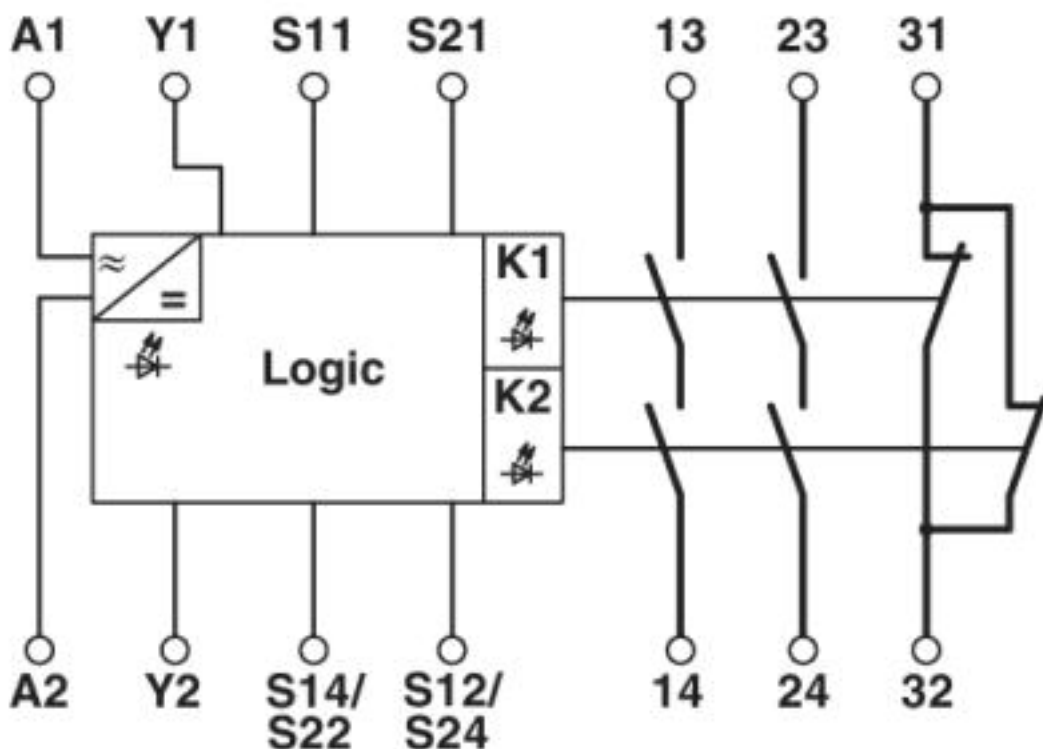 A1 Y1 S11 S21 13 23 31
K1
≈
=
Logic
K2
A2 Y2 S14/ S12/ 14 24 32
S22 S24